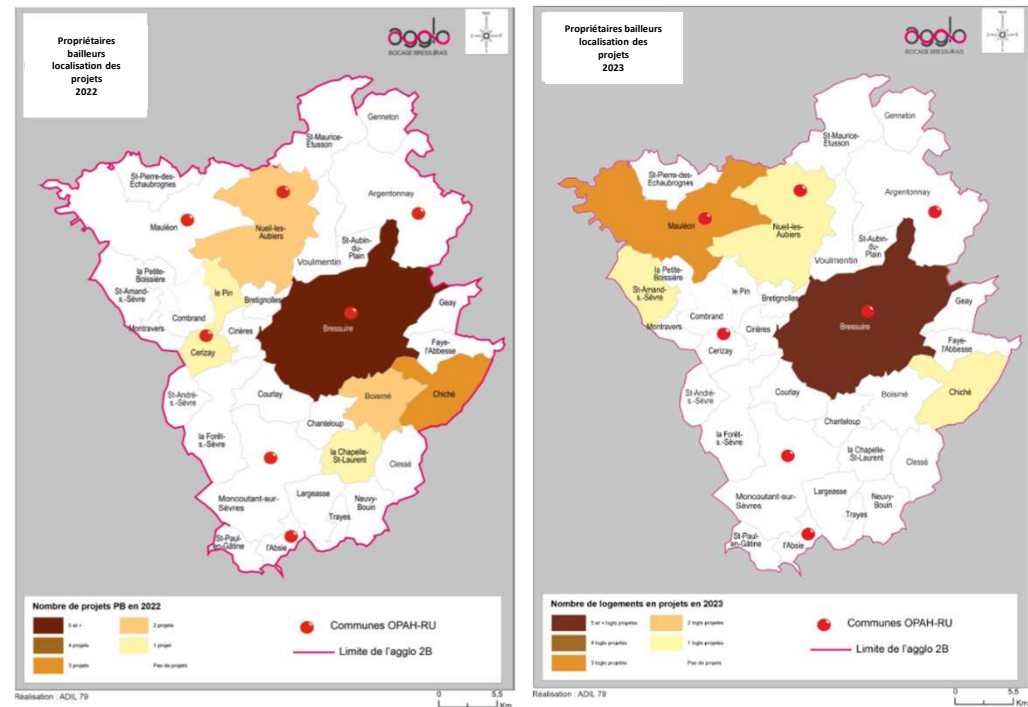 Propriétaires
bailleurs
localisation des
projets
2022
agglo
BOCAGE BRESSUIRAIS
Genneton
St-Maurice-
Etusson
St-Pierre-des-
Echaubrognes
Argentonnay
Mauléon
Nueil-les-
Aubiers
St-Aubin-
du-
Plain
Voulmentin
la Petite-
Boissière
le Pin
St-Amand
-s.-Sèvre
Bretignolles
Geay
Combrand
Montravers
Cirières
Bressuire
Faye-
l'Abbesse
Cerizay
St-André-
s.-Sèvre
Courlay
Boismé
Chiché
Chanteloup
la Forêt-
s.-Sèvre
la Chapelle-
St-Laurent
Clessé
Moncoutant-sur-
Sèvres
Largeasse
Neuvy-
Bouin
Trayes
St-Paul-
en-Gâtine
l'Absie
Nombre de projets PB en 2022
5 et +
2 projets
4 projets
1 projet
3 projets
Pas de projets
Communes OPAH-RU
Limite de l'agglo 2B
Réalisation : ADIL 79
0 5,5
Km
Propriétaires bailleurs
localisation des
projets
2023
agglo
BOCAGE BRESSUIRAIS
Genneton
St-Maurice-
Etusson
St-Pierre-des-
Echaubrognes
Argentonnay
Mauléon
Nueil-les-
Aubiers
St-Aubin-
du-
Plain
Voulmentin
la Petite-
Boissière
St-Amand
-s.-Sèvre
le Pin
Bretignolles
Geay
Combrand
Montravers
Cirières
Bressuire
Faye-
l'Abbesse
Cerizay
St-André-
s.-Sèvre
Courlay
Boismé
Chiché
Chanteloup
la Forêt-
s.-Sèvre
la Chapelle-
St-Laurent
Clessé
Moncoutant-sur-
Sèvres
Largeasse
Neuvy-
Bouin
Trayes
St-Paul-
en-Gâtine
l'Absie
Nombre de logements en projets en 2023
5 et + logts projetés
2 logts projetés
4 logts projetés
1 logts projetés
3 logts projetés
Pas de projets
Communes OPAH-RU
Limite de l'agglo 2B
Réalisation : ADIL 79
0 5,5
Km